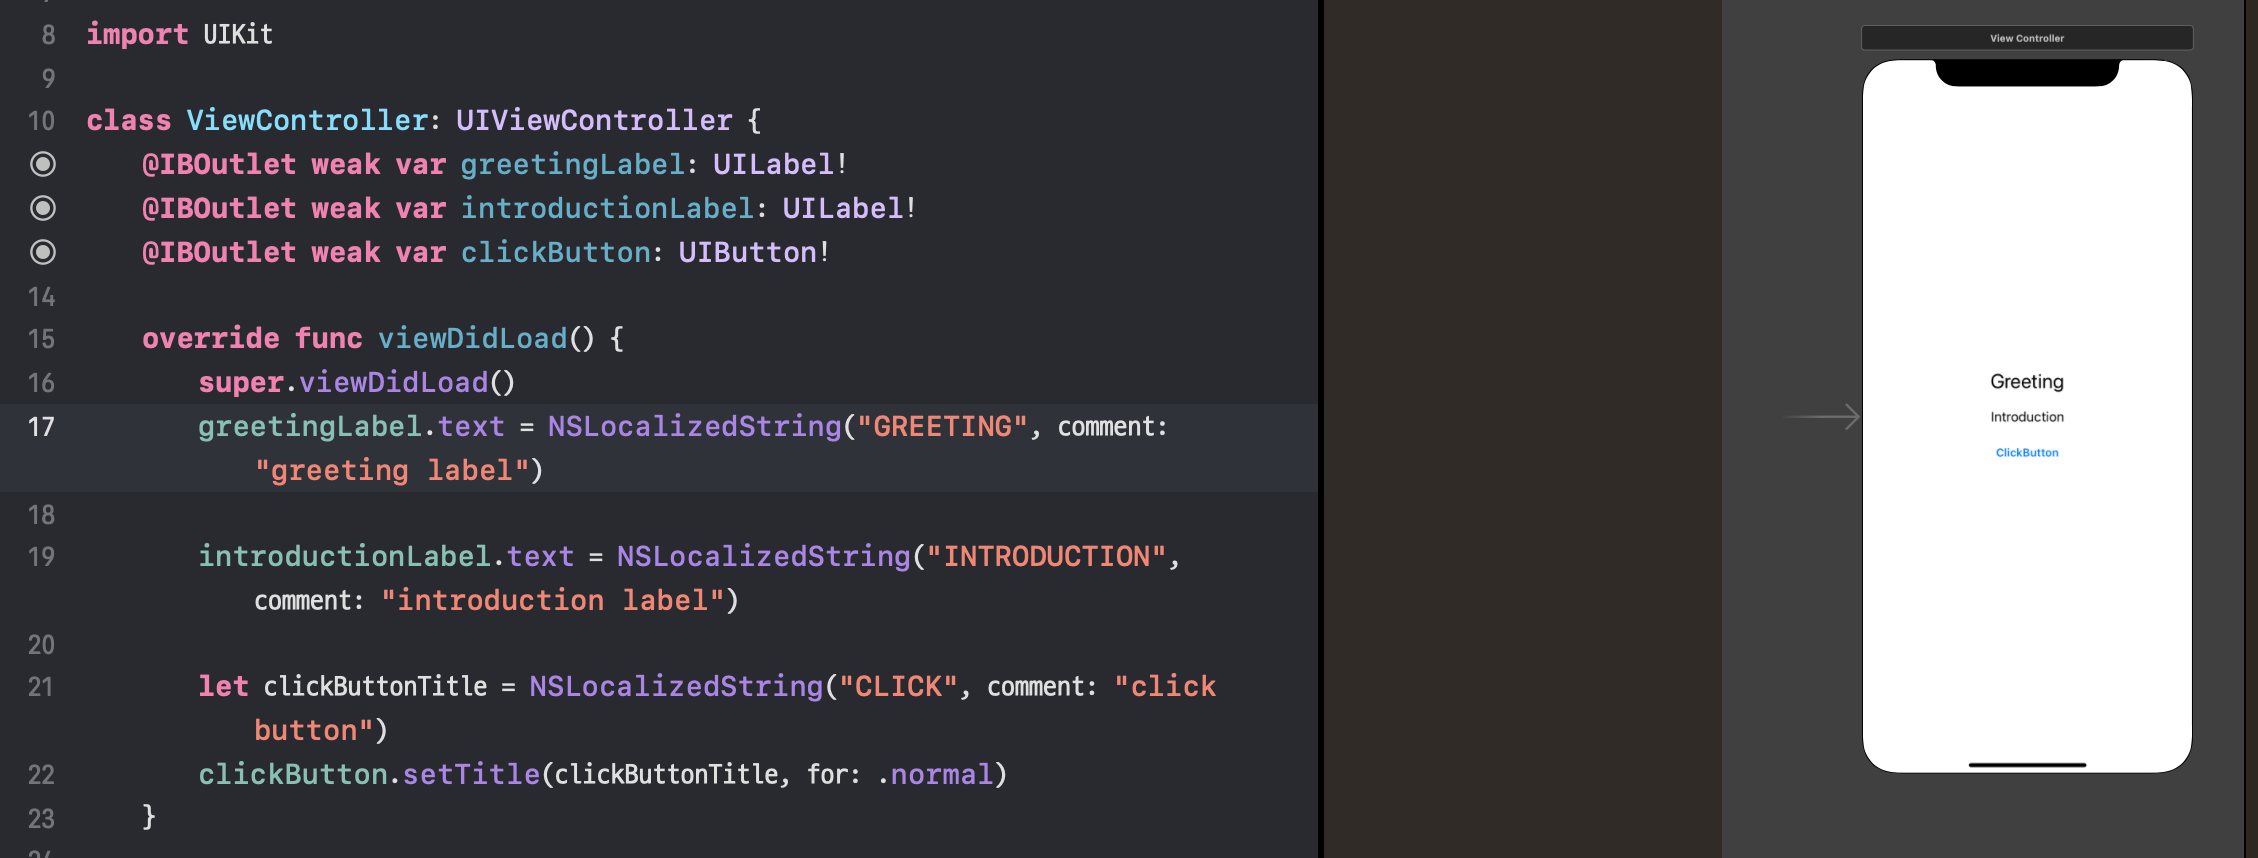 8 import UIKit
9
10 class ViewController: UIViewController {
@IBOutlet weak var greetingLabel: UILabel!
@IBOutlet weak var introductionLabel: UILabel!
@IBOutlet weak var clickButton: UIButton!
14
15 override func viewDidLoad() {
16 super.viewDidLoad()
17 greetingLabel.text = NSLocalizedString("GREETING", comment:
"greeting label")
18
19 introductionLabel.text = NSLocalizedString("INTRODUCTION",
comment: "introduction label")
20
21 let clickButtonTitle = NSLocalizedString("CLICK", comment: "click
button")
22 clickButton.setTitle(clickButtonTitle, for: .normal)
23 }
View Controller
Greeting
Introduction
ClickButton